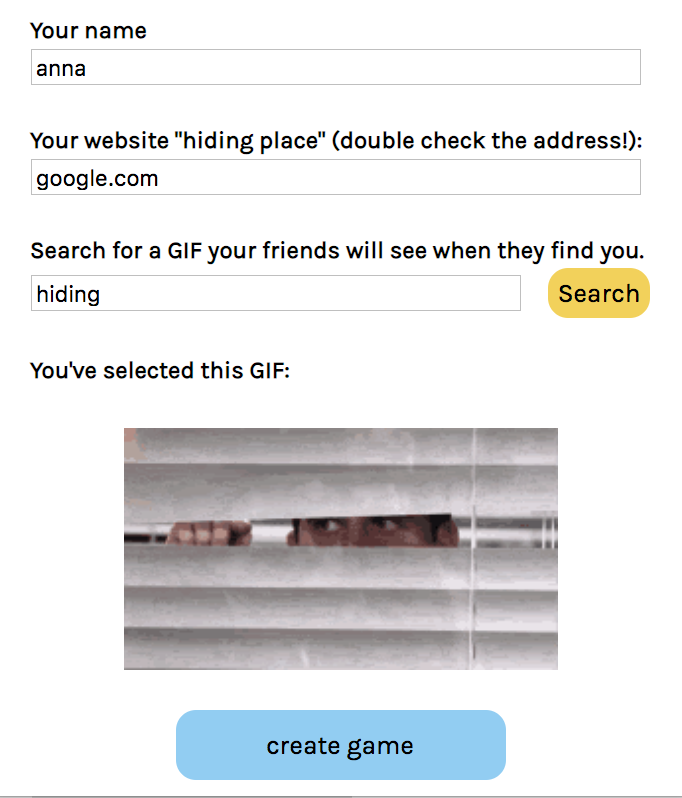 Your name
anna
Your website "hiding place" (double check the address!):
google.com
Search for a GIF your friends will see when they find you.
hiding
Search
You've selected this GIF:
create game